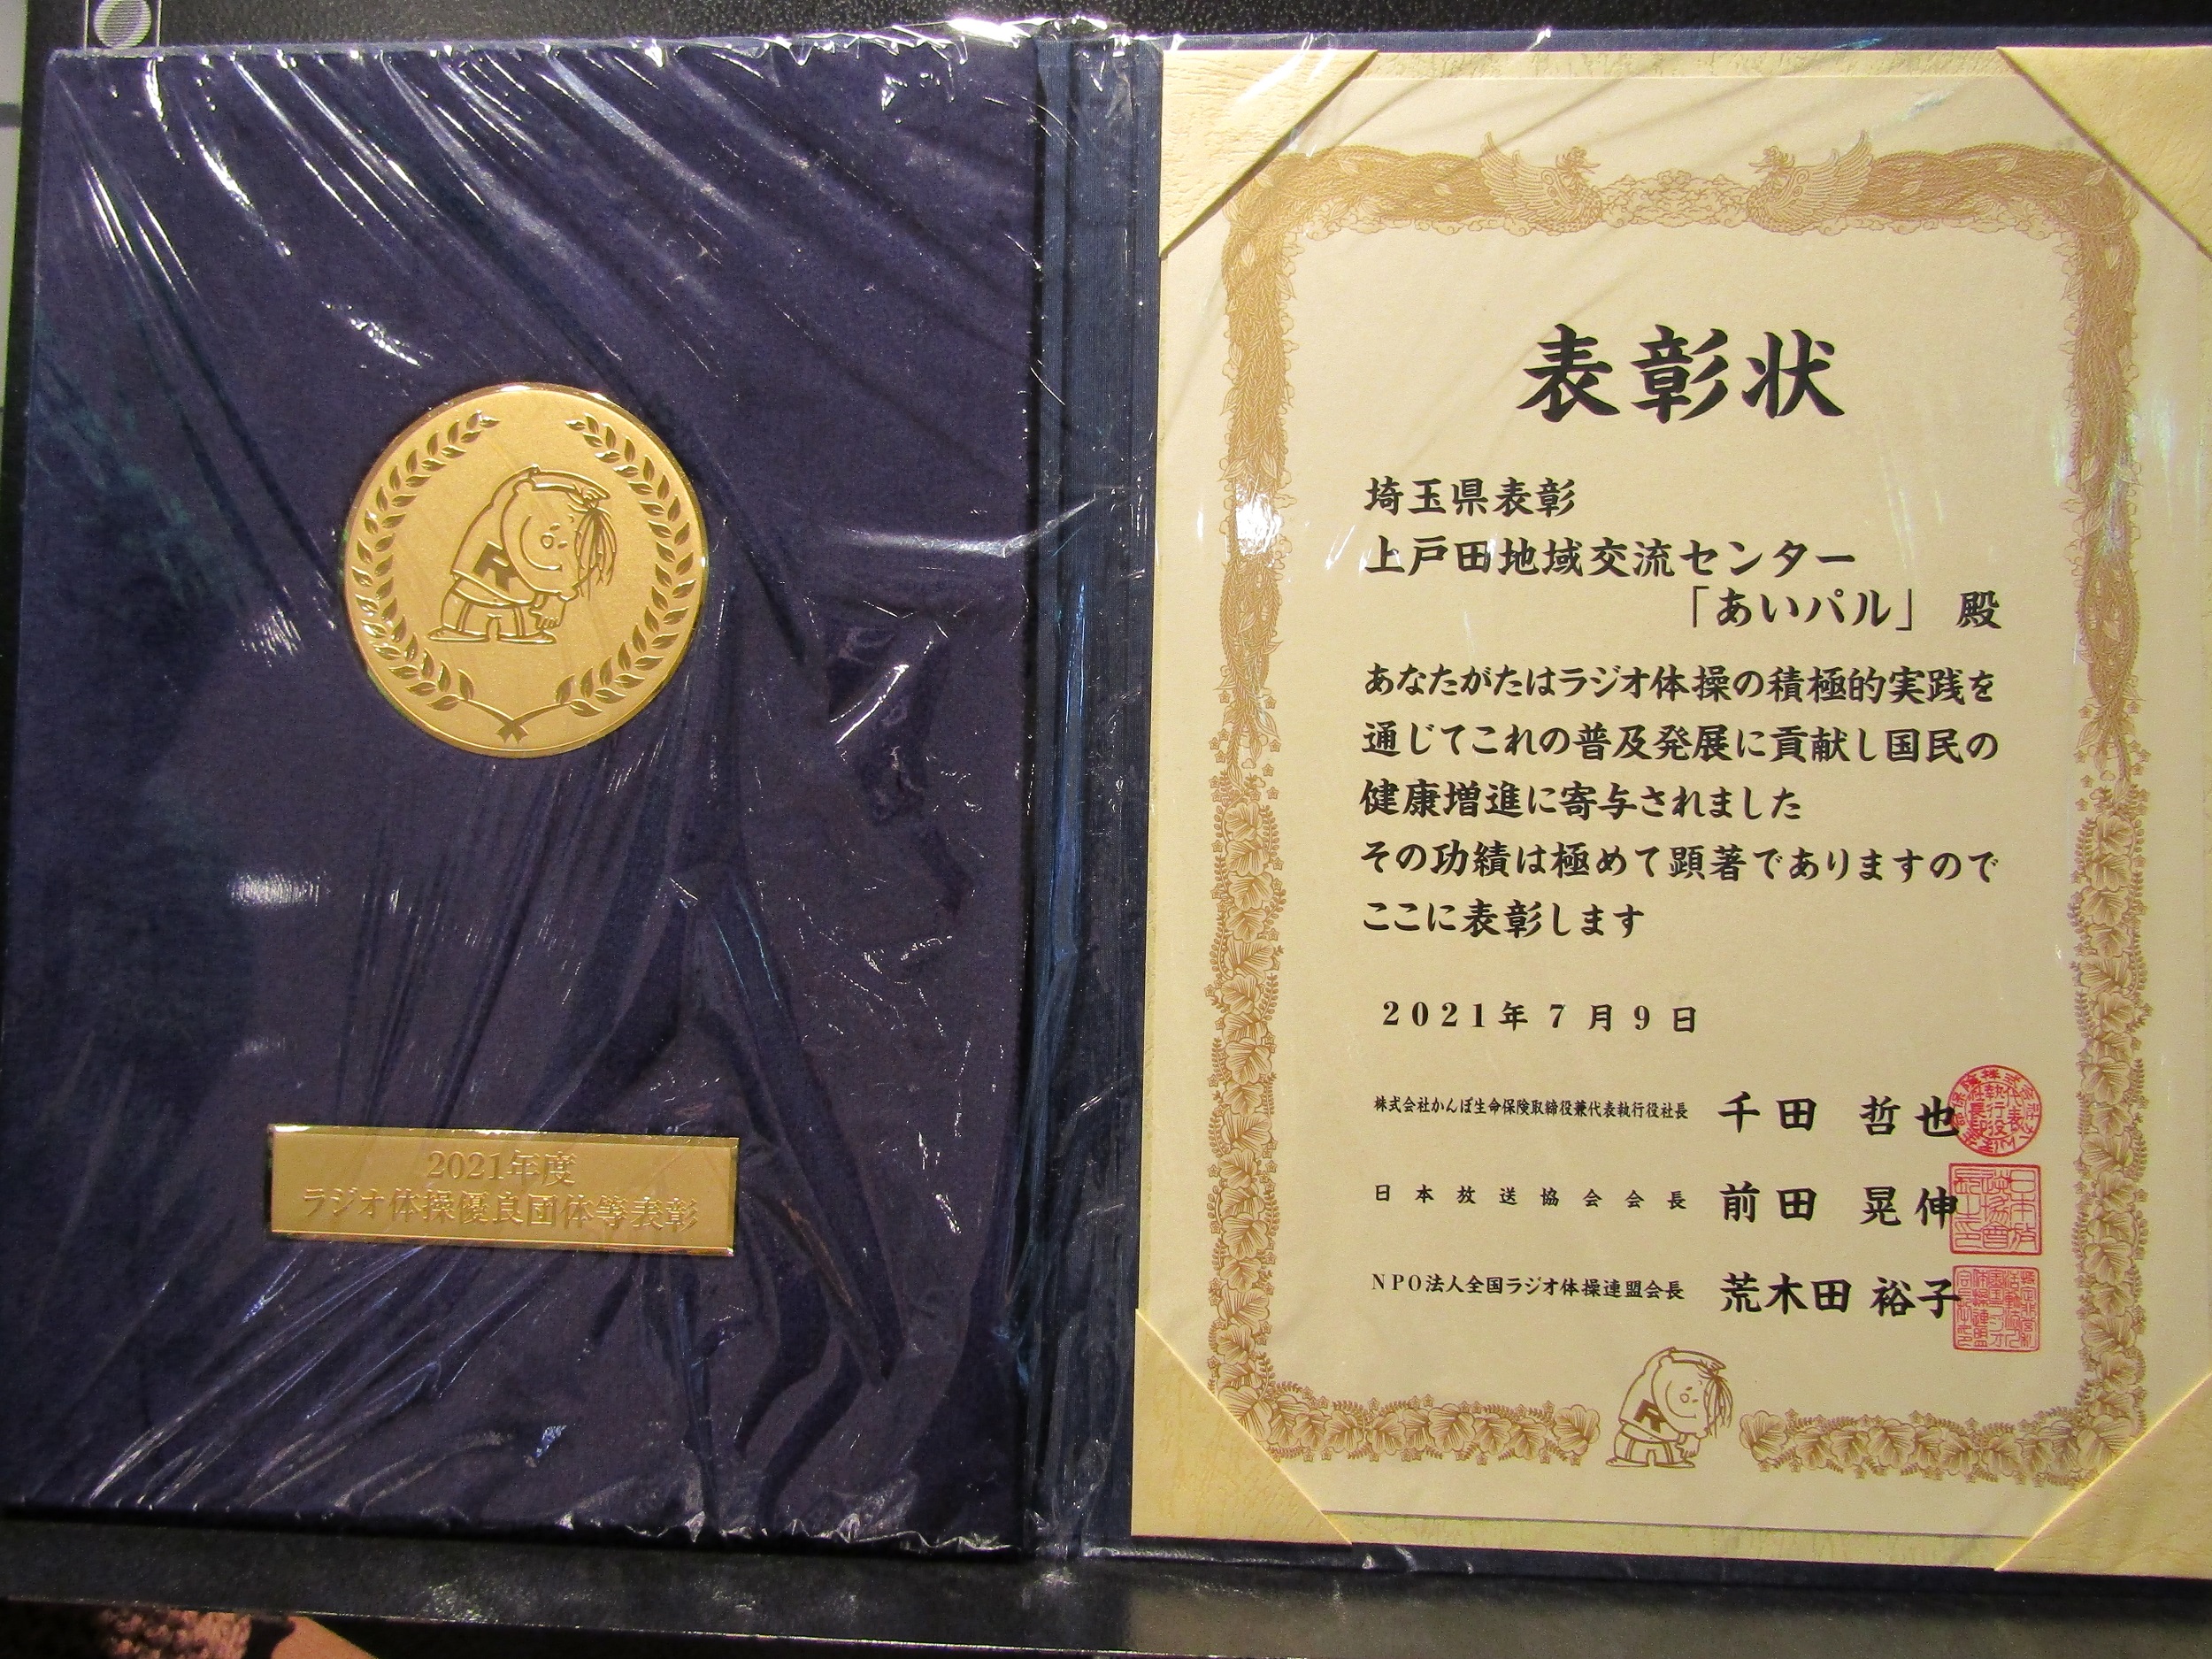 2021年度
ラジオ体操優良団体等表彰
表彰状
埼玉県表彰
上戸田地域交流センター
「あいパル」 殿
あなたがたはラジオ体操の積極的実践を
通じてこれの普及発展に貢献し国民の
健康増進に寄与されました
その功績は極めて顕著でありますので
ここに表彰します
2021年7月9日
株式会社かんぽ生命保険取締役兼代表執行役社長 千田 哲也
日本放送協会会長 前田 晃伸
NPO法人全国ラジオ体操連盟会長 荒木田 裕子
R
R